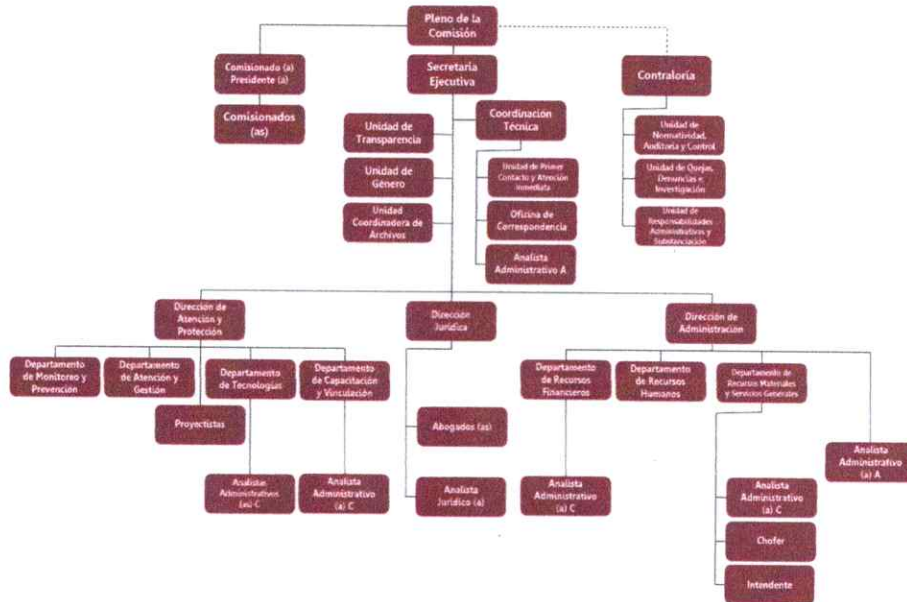 Pleno de la
Comisión
Comisionado (a)
Presidente (a)
Secretaría
Ejecutiva
Contraloría
Comisionados
(as)
Coordinación
Técnica
Unidad de
Transparencia
Unidad de
Normatividad,
Auditoría y Control
Unidad de
Género
Unidad de Primer
Contacto y Atención
Inmediata
Unidad de Quejas,
Denuncias e
Investigación
Unidad
Coordinadora de
Archivos
Oficina de
Correspondencia
Unidad de
Responsabilidades
Administrativas y
Substanciación
Analista
Administrativo A
Dirección de
Atención y
Protección
Dirección
Jurídica
Dirección de
Administración
Departamento
de Monitoreo y
Prevención
Departamento
de Atención y
Gestión
Departamento
de Tecnologías
Departamento
de Capacitación y
Vinculación
Departamento
de Recursos
Financieros
Departamento
de Recursos
Humanos
Departamento de
Recursos Materiales
y Servicios Generales
Proyectistas
Abogados (as)
Analista
Administrativo
(a) A
Analistas
Administrativos
(as) C
Analista
Administrativo
(a) C
Analista
Jurídico (a)
Analista
Administrativo
(a) C
Analista
Administrativo
(a) C
Chofer
Intendente